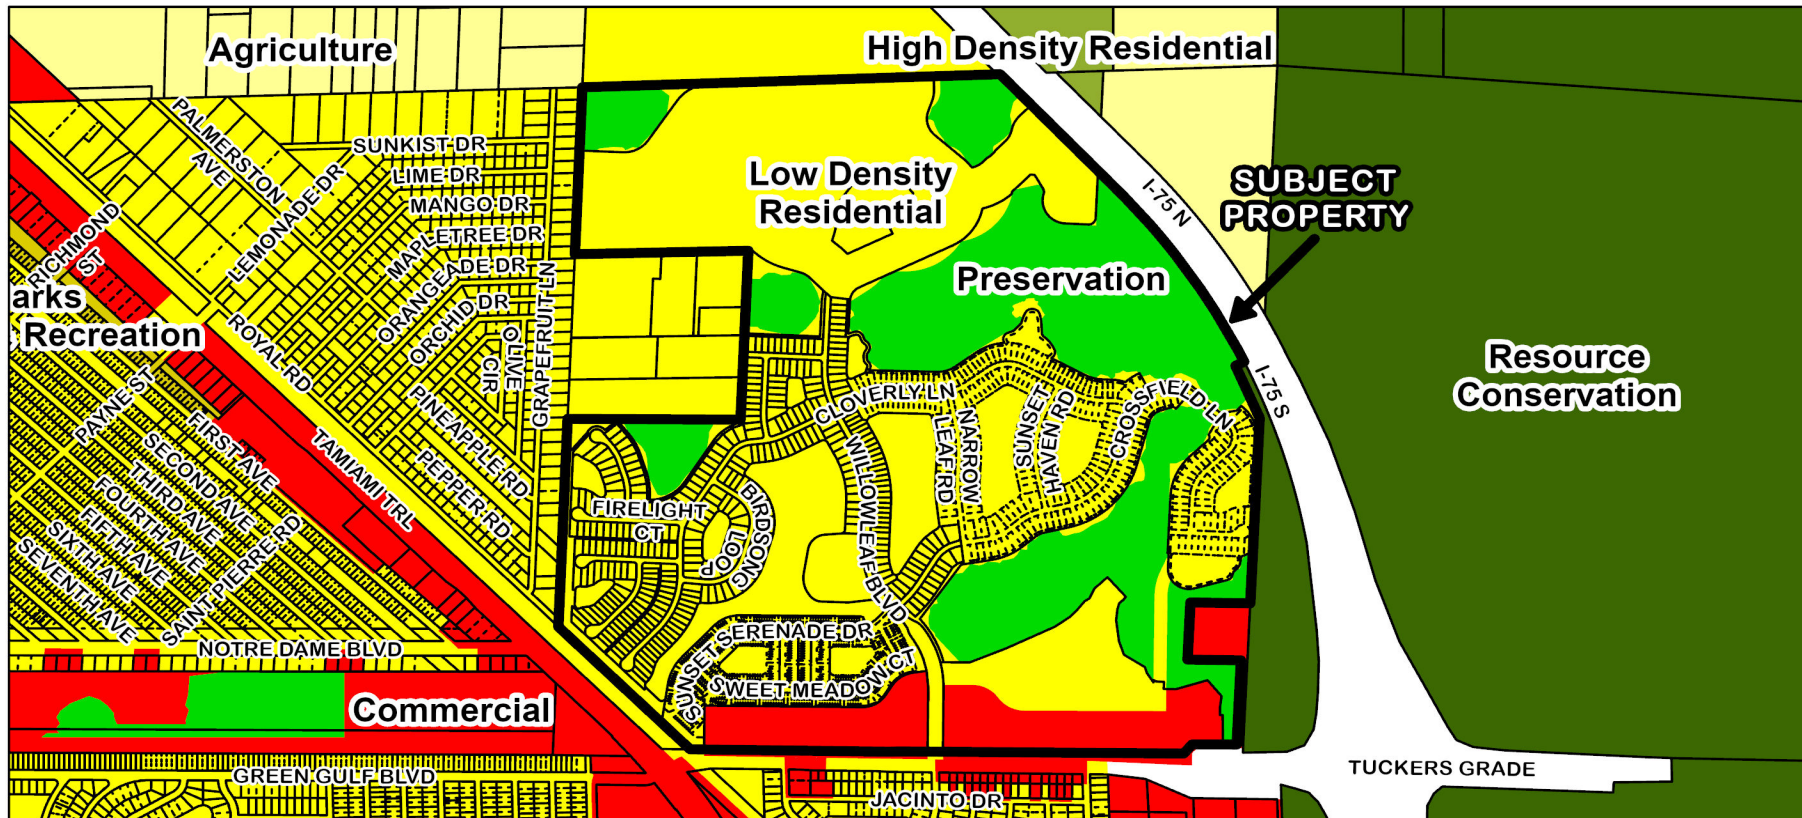 Agriculture
High Density Residential
PALMERSTON
AVE
SUNKIST DR
LIME DR
MANGO DR
LEMONADE DR
MAPLETREE DR
ORANGEADE DR
ORCHID DR
OLIVE
CIR
GRAPEFRUIT LN
Low Density
Residential
SUBJECT
PROPERTY
I-75 N
RICHMOND
ST
arks
Recreation
ROYAL RD
Preservation
I-75 S
Resource
Conservation
PAYNE ST
FIRST AVE
SECOND AVE
THIRD AVE
FOURTH AVE
FIFTH AVE
SIXTH AVE
SEVENTH AVE
SAINT PIERRE RD
TAMIAMI TRL
PINEAPPLE RD
PEPPER RD
CLOVERLY LN
WILLOWLEAF BLVD
NARROW
LEAF RD
SUNSET
HAVEN RD
CROSSFIELD LN
FIRELIGHT
CT
BIRDSONG
LOOP
SUNSET SERENADE DR
SWEET MEADOW CT
NOTRE DAME BLVD
Commercial
GREEN GULF BLVD
JACINTO DR
TUCKERS GRADE